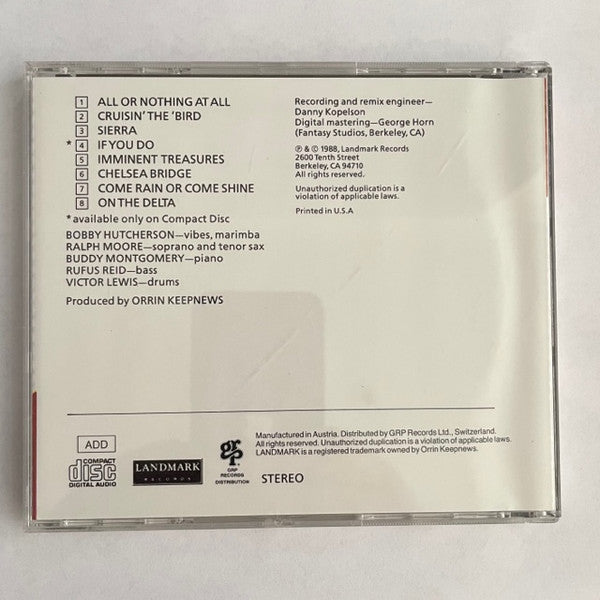 1 ALL OR NOTHING AT ALL
2 CRUISIN' THE 'BIRD
3 SIERRA
* 4 IF YOU DO
5 IMMINENT TREASURES
6 CHELSEA BRIDGE
7 COME RAIN OR COME SHINE
8 ON THE DELTA
*available only on Compact Disc
BOBBY HUTCHERSON—vibes, marimba
RALPH MOORE—soprano and tenor sax
BUDDY MONTGOMERY—piano
RUFUS REID—bass
VICTOR LEWIS—drums
Produced by ORRIN KEEPNEWS
Recording and remix engineer—
Danny Kopelson
Digital mastering—George Horn
(Fantasy Studios, Berkeley, CA)
℗ & © 1988, Landmark Records
2600 Tenth Street
Berkeley, CA 94710
All rights reserved.
Unauthorized duplication is a
violation of applicable laws.
Printed in U.S.A
ADD
COMPACT
disc
DIGITAL AUDIO
LANDMARK
RECORDS
grp
GRP
RECORDS
DISTRIBUTION
STEREO
Manufactured in Austria. Distributed by GRP Records Ltd., Switzerland.
All rights reserved. Unauthorized duplication is a violation of applicable laws.
LANDMARK is a registered trademark owned by Orrin Keepnews.